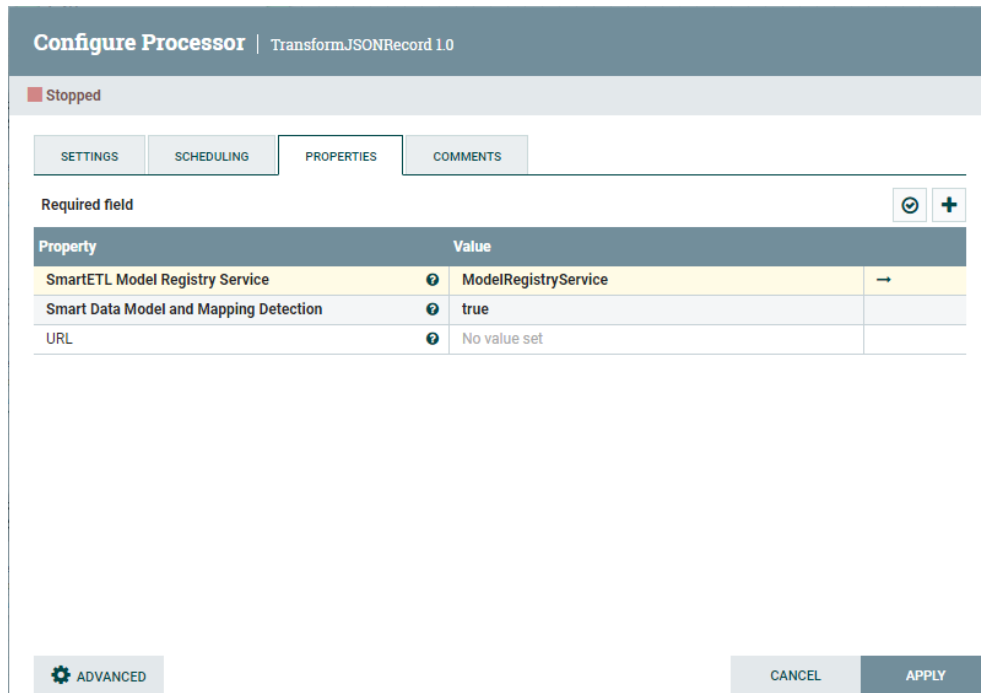 Configure Processor | TransformJSONRecord 1.0
Stopped
SETTINGS SCHEDULING PROPERTIES COMMENTS
Required field
Property Value
SmartETL Model Registry Service ModelRegistryService
Smart Data Model and Mapping Detection true
URL No value set
ADVANCED CANCEL APPLY